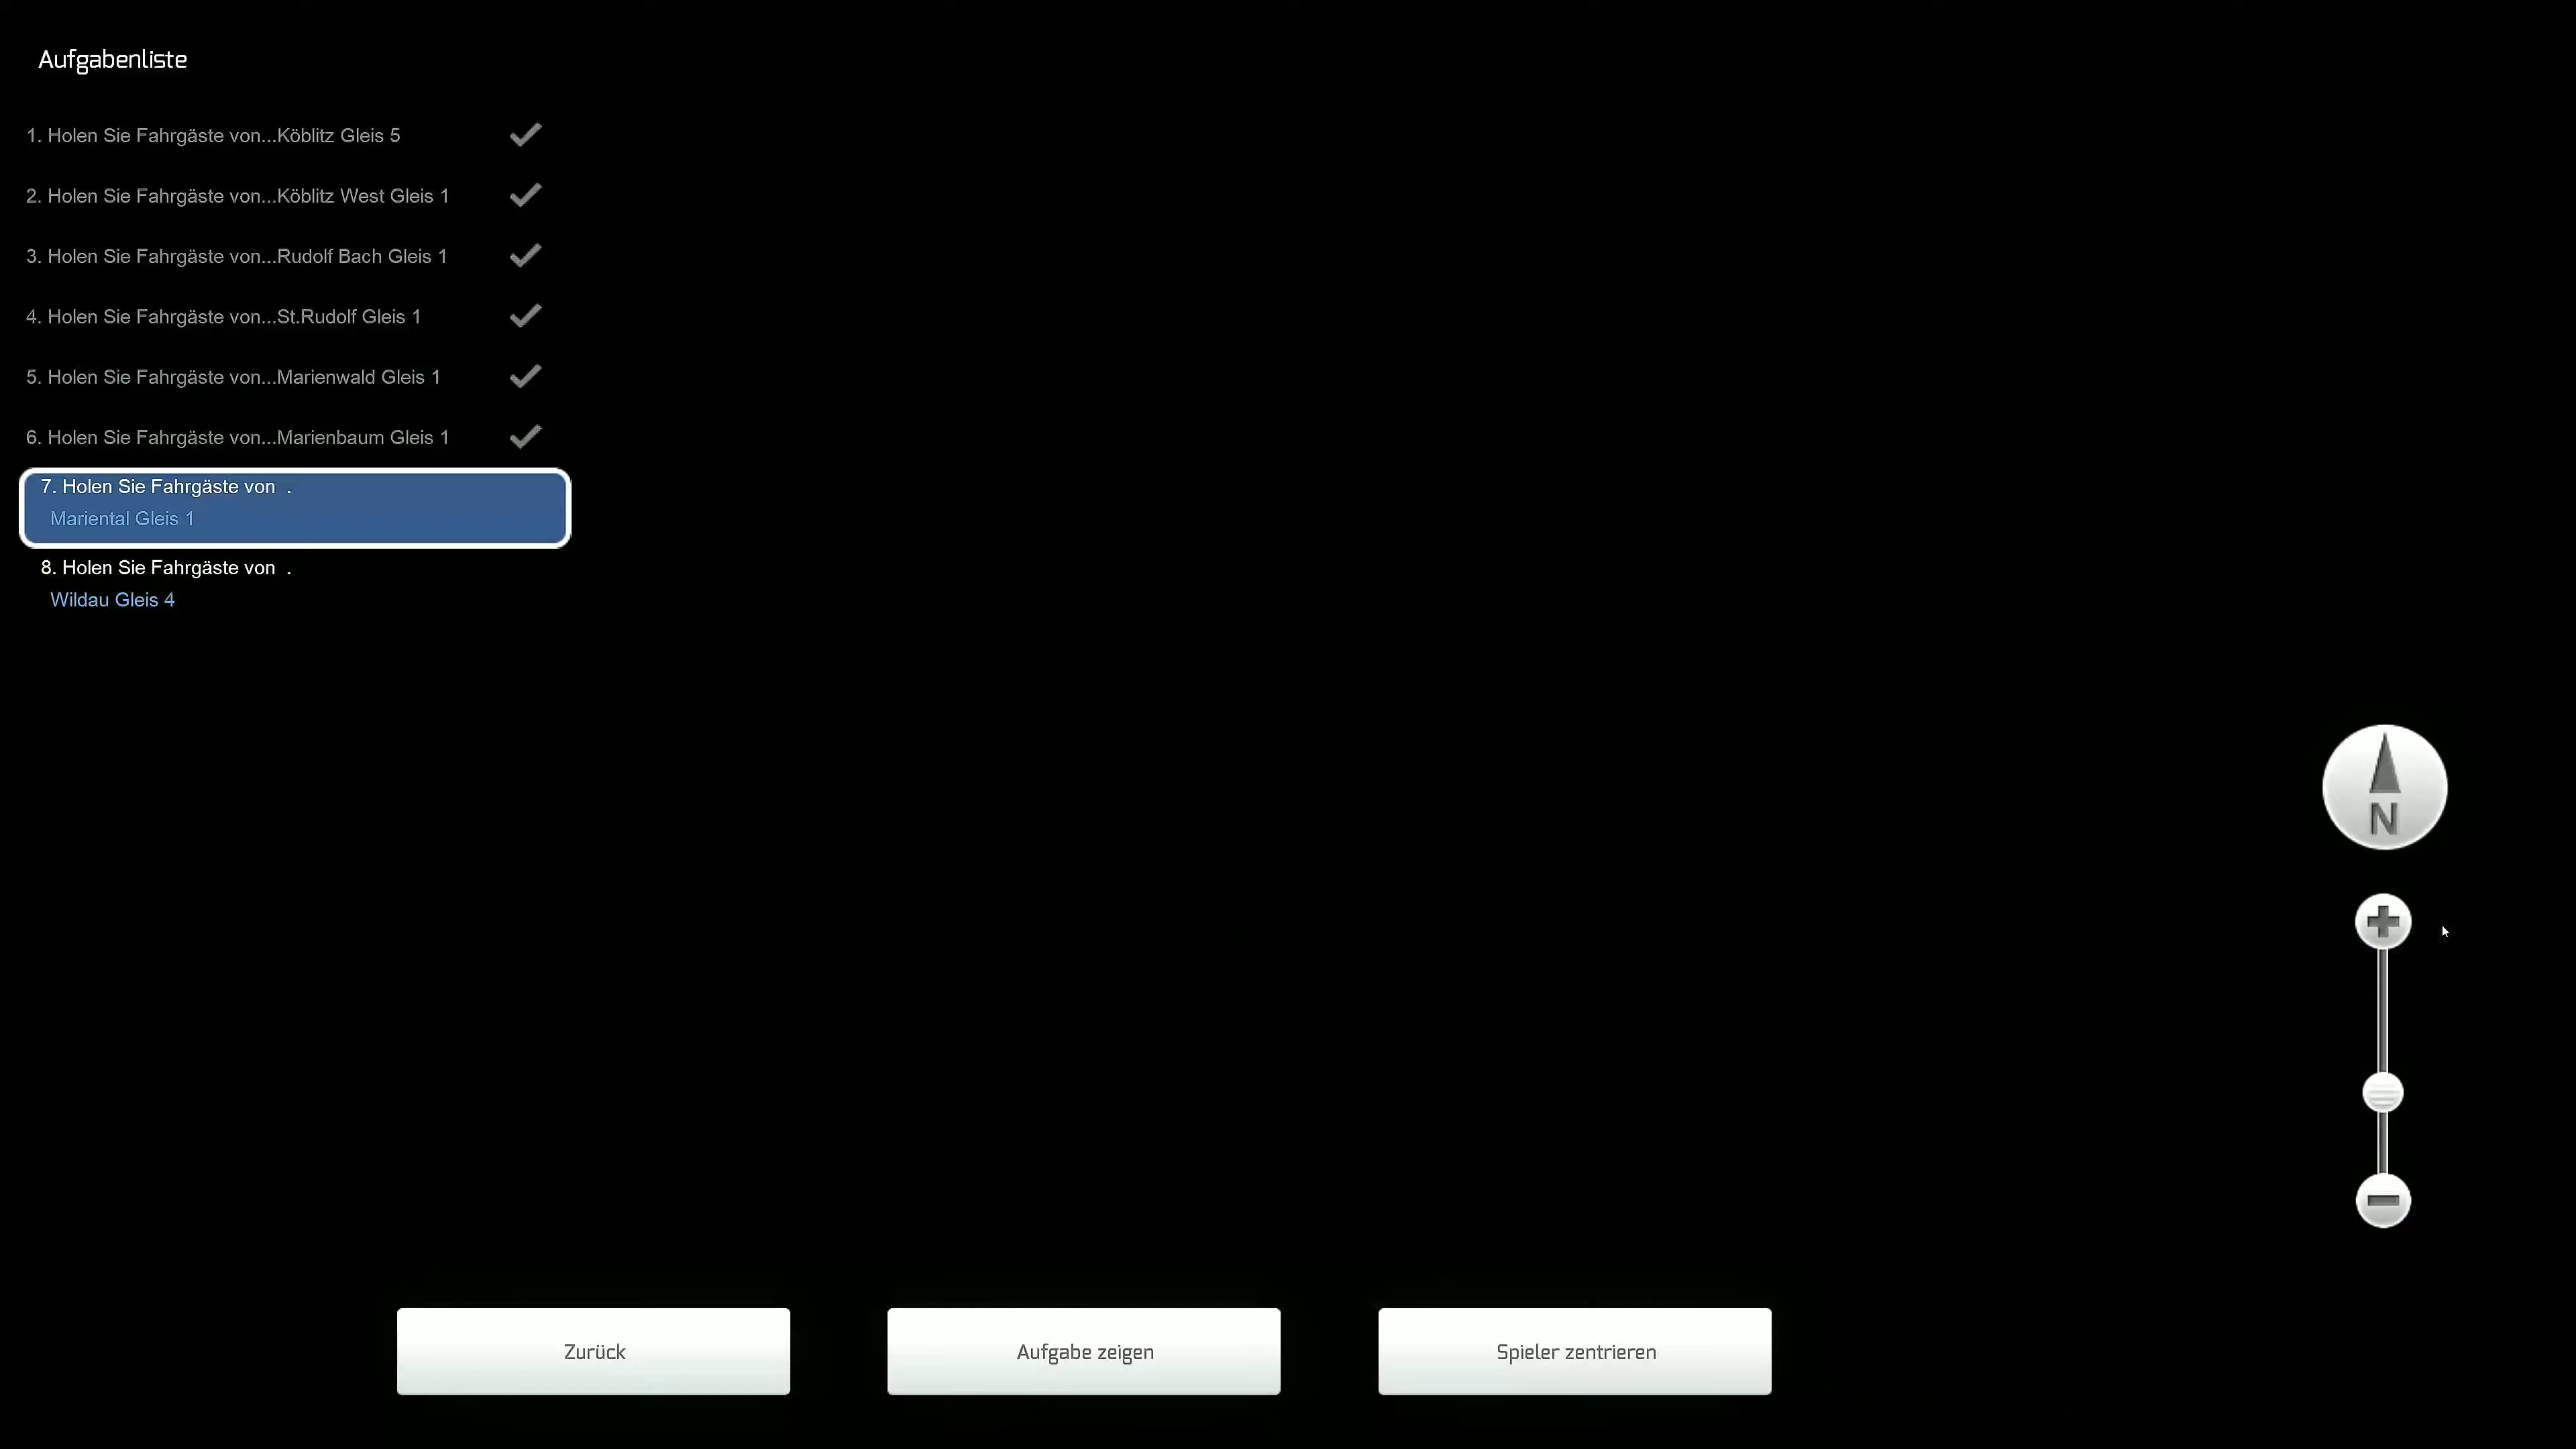 Aufgabenliste
1. Holen Sie Fahrgäste von...Köblitz Gleis 5
2. Holen Sie Fahrgäste von...Köblitz West Gleis 1
3. Holen Sie Fahrgäste von...Rudolf Bach Gleis 1
4. Holen Sie Fahrgäste von...St.Rudolf Gleis 1
5. Holen Sie Fahrgäste von...Marienwald Gleis 1
6. Holen Sie Fahrgäste von...Marienbaum Gleis 1
7. Holen Sie Fahrgäste von .
Mariental Gleis 1
8. Holen Sie Fahrgäste von .
Wildau Gleis 4
N
Zurück
Aufgabe zeigen
Spieler zentrieren